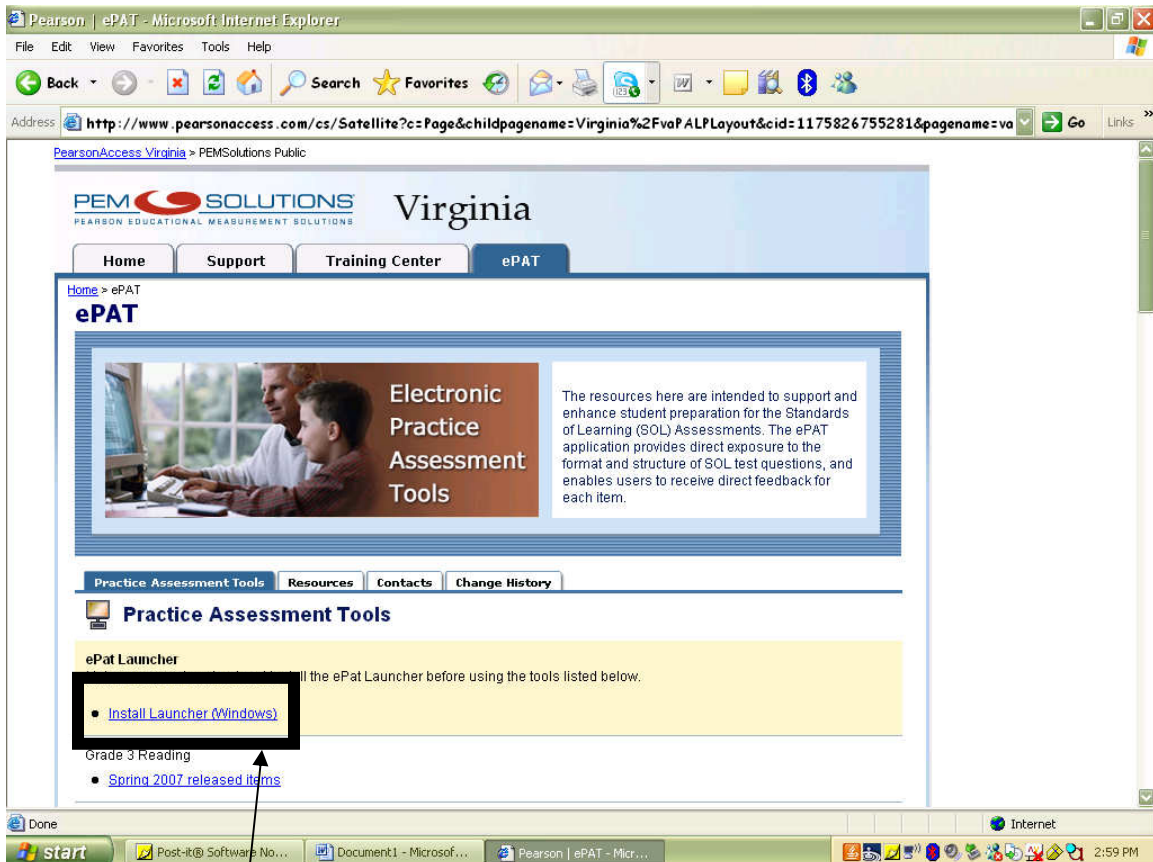 Pearson | ePAT - Microsoft Internet Explorer
File Edit View Favorites Tools Help
Back Search Favorites
Address http://www.pearsonaccess.com/cs/Satellite?c=Page&childpagename=Virginia%2FvaPALPLayout&cid=1175826755281&pagename=va Go Links »
PearsonAccess Virginia > PEMSolutions Public
PEM SOLUTIONS Virginia
PEARSON EDUCATIONAL MEASUREMENT SOLUTIONS
Home Support Training Center ePAT
Home > ePAT
ePAT
Electronic
Practice
Assessment
Tools
The resources here are intended to support and
enhance student preparation for the Standards
of Learning (SOL) Assessments. The ePAT
application provides direct exposure to the
format and structure of SOL test questions, and
enables users to receive direct feedback for
each item.
Practice Assessment Tools Resources Contacts Change History
Practice Assessment Tools
ePat Launcher
the ePat Launcher before using the tools listed below.
• Install Launcher (Windows)
Grade 3 Reading
• Spring 2007 released items
Done Internet
start Post-it® Software No... Document1 - Microsof... Pearson | ePAT - Micr... 2:59 PM